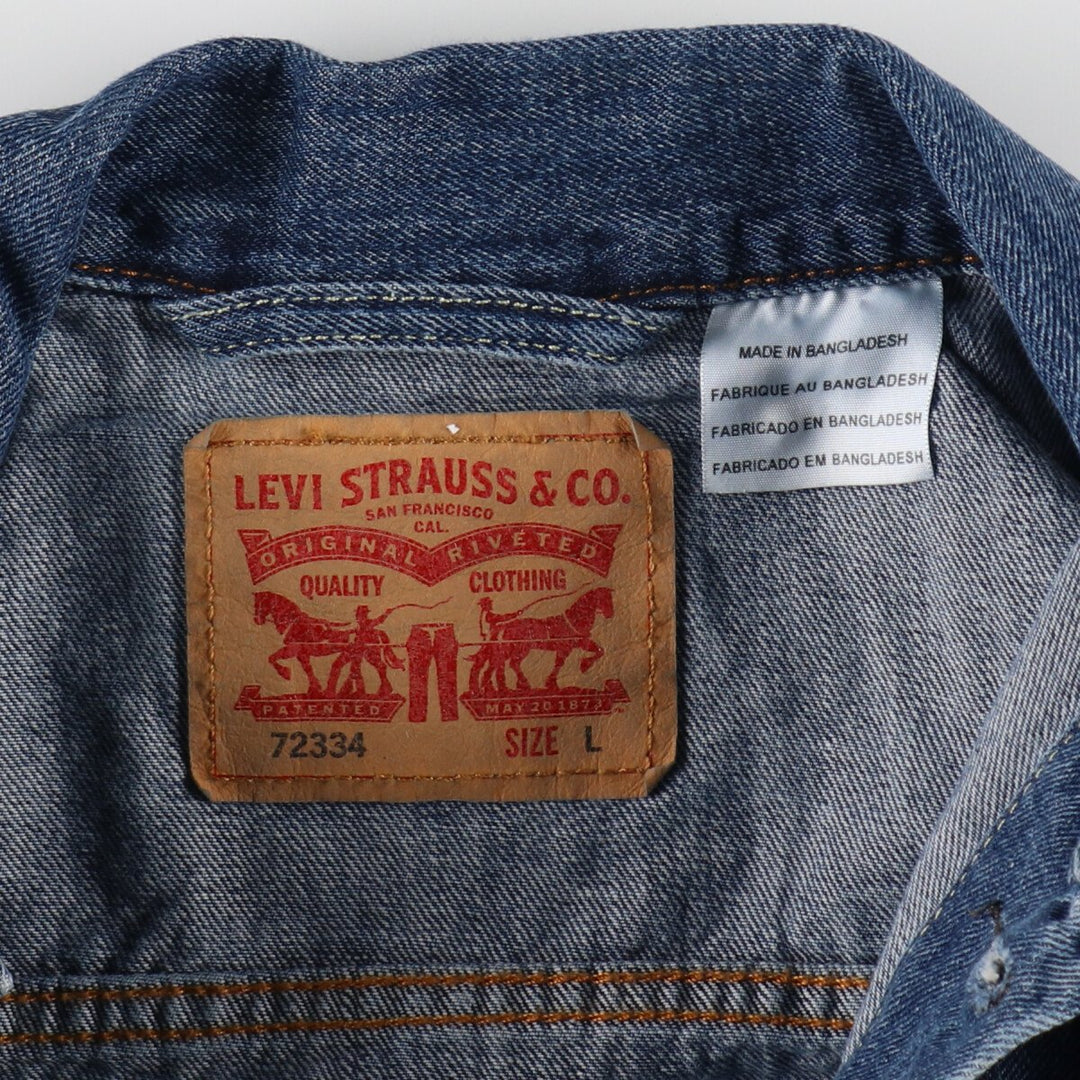 LEVI STRAUSS & CO.
SAN FRANCISCO
CAL.
ORIGINAL RIVETED
QUALITY CLOTHING
PATENTED MAY 20 1873
72334 SIZE L
MADE IN BANGLADESH
FABRIQUE AU BANGLADESH
FABRICADO EN BANGLADESH
FABRICADO EM BANGLADESH